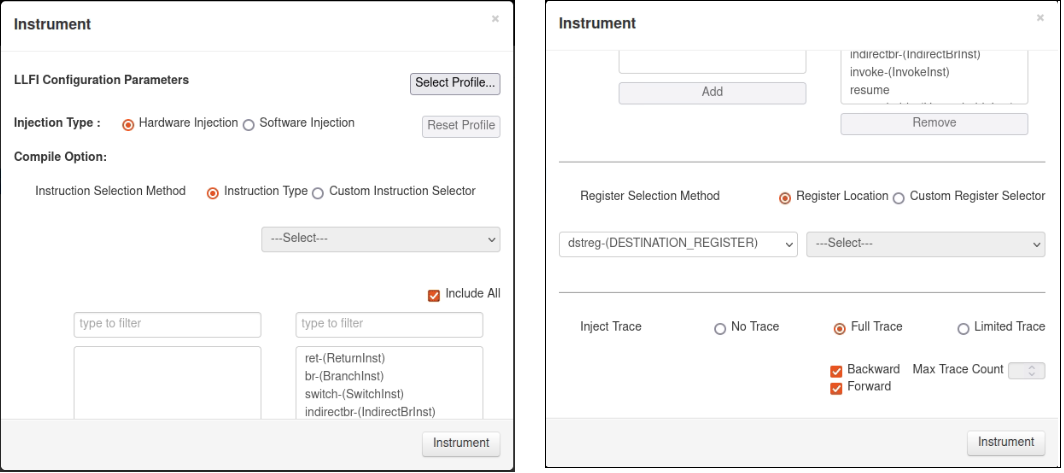 Instrument
×
LLFI Configuration Parameters
Select Profile...
Injection Type :
Hardware Injection
Software Injection
Reset Profile
Compile Option:
Instruction Selection Method
Instruction Type
Custom Instruction Selector
---Select---
Include All
type to filter
type to filter
ret-(ReturnInst)
br-(BranchInst)
switch-(SwitchInst)
indirectbr-(IndirectBrInst)
Instrument
Instrument
×
indirectbr-(IndirectBrInst)
invoke-(InvokeInst)
resume
Add
Remove
Register Selection Method
Register Location
Custom Register Selector
dstreg-(DESTINATION_REGISTER)
---Select---
Inject Trace
No Trace
Full Trace
Limited Trace
Backward
Max Trace Count
Forward
Instrument